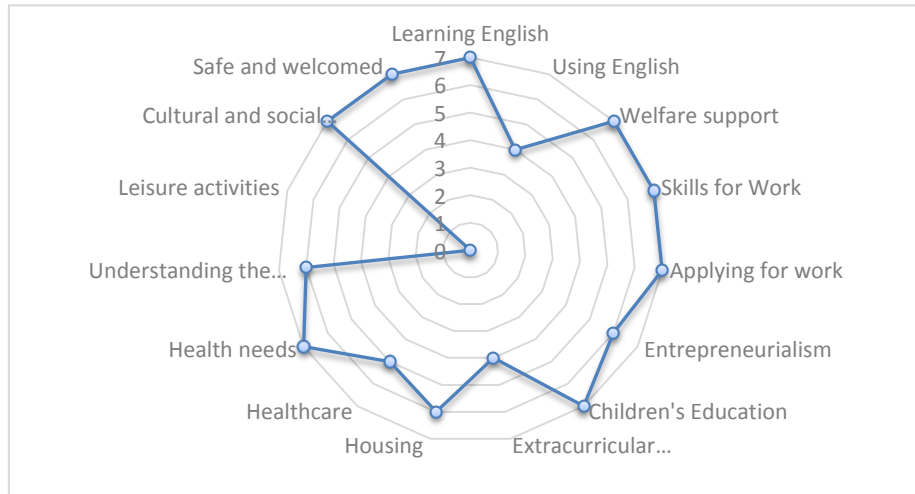 Learning English
Using English
Welfare support
Skills for Work
Applying for work
Entrepreneurialism
Children's Education
Extracurricular...
Housing
Healthcare
Health needs
Understanding the...
Leisure activities
Cultural and social...
Safe and welcomed
7
6
5
4
3
2
1
0